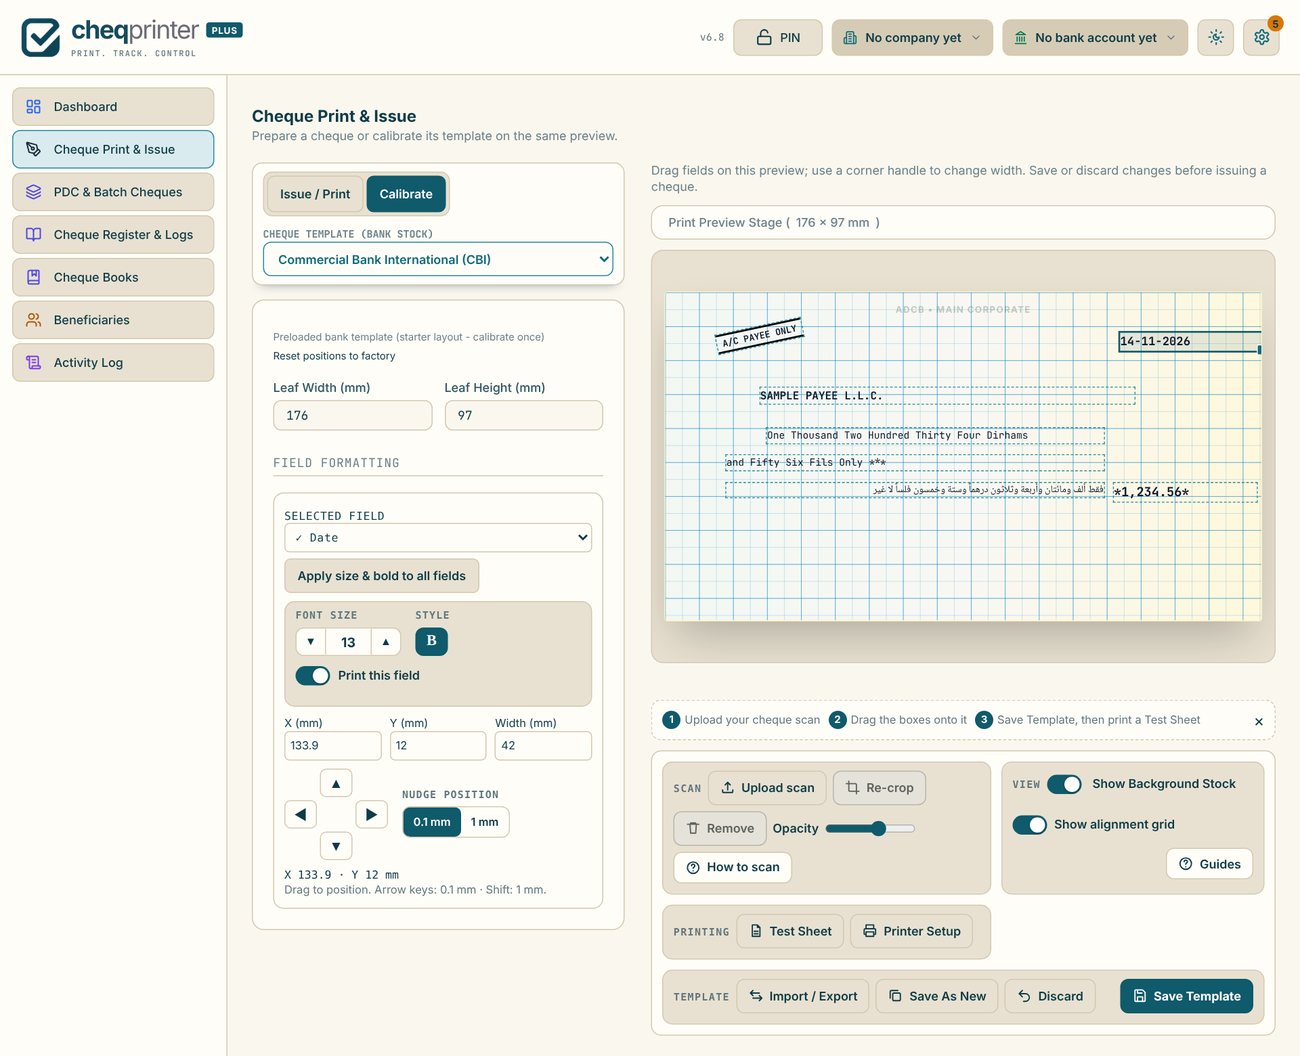 cheqprinter PLUS
PRINT. TRACK. CONTROL
v6.8
PIN
No company yet
No bank account yet
5
Dashboard
Cheque Print & Issue
PDC & Batch Cheques
Cheque Register & Logs
Cheque Books
Beneficiaries
Activity Log
Cheque Print & Issue
Prepare a cheque or calibrate its template on the same preview.
Issue / Print
Calibrate
CHEQUE TEMPLATE (BANK STOCK)
Commercial Bank International (CBI)
Preloaded bank template (starter layout - calibrate once)
Reset positions to factory
Leaf Width (mm)
Leaf Height (mm)
176
97
FIELD FORMATTING
SELECTED FIELD
✓ Date
Apply size & bold to all fields
FONT SIZE
STYLE
▼ 13 ▲
B
Print this field
X (mm)
Y (mm)
Width (mm)
133.9
12
42
▲
◀ ▶
▼
NUDGE POSITION
0.1 mm
1 mm
X 133.9 · Y 12 mm
Drag to position. Arrow keys: 0.1 mm · Shift: 1 mm.
Drag fields on this preview; use a corner handle to change width. Save or discard changes before issuing a
cheque.
Print Preview Stage ( 176 × 97 mm )
ADCB • MAIN CORPORATE
A/C PAYEE ONLY
14-11-2026
SAMPLE PAYEE L.L.C.
One Thousand Two Hundred Thirty Four Dirhams
and Fifty Six Fils Only ***
فقط ألف ومائتان وأربعة وثلاثون درهماً وستة وخمسون فلساً لا غير
*1,234.56*
1 Upload your cheque scan 2 Drag the boxes onto it 3 Save Template, then print a Test Sheet ×
SCAN
Upload scan
Re-crop
Remove
Opacity
How to scan
VIEW
Show Background Stock
Show alignment grid
Guides
PRINTING
Test Sheet
Printer Setup
TEMPLATE
Import / Export
Save As New
Discard
Save Template